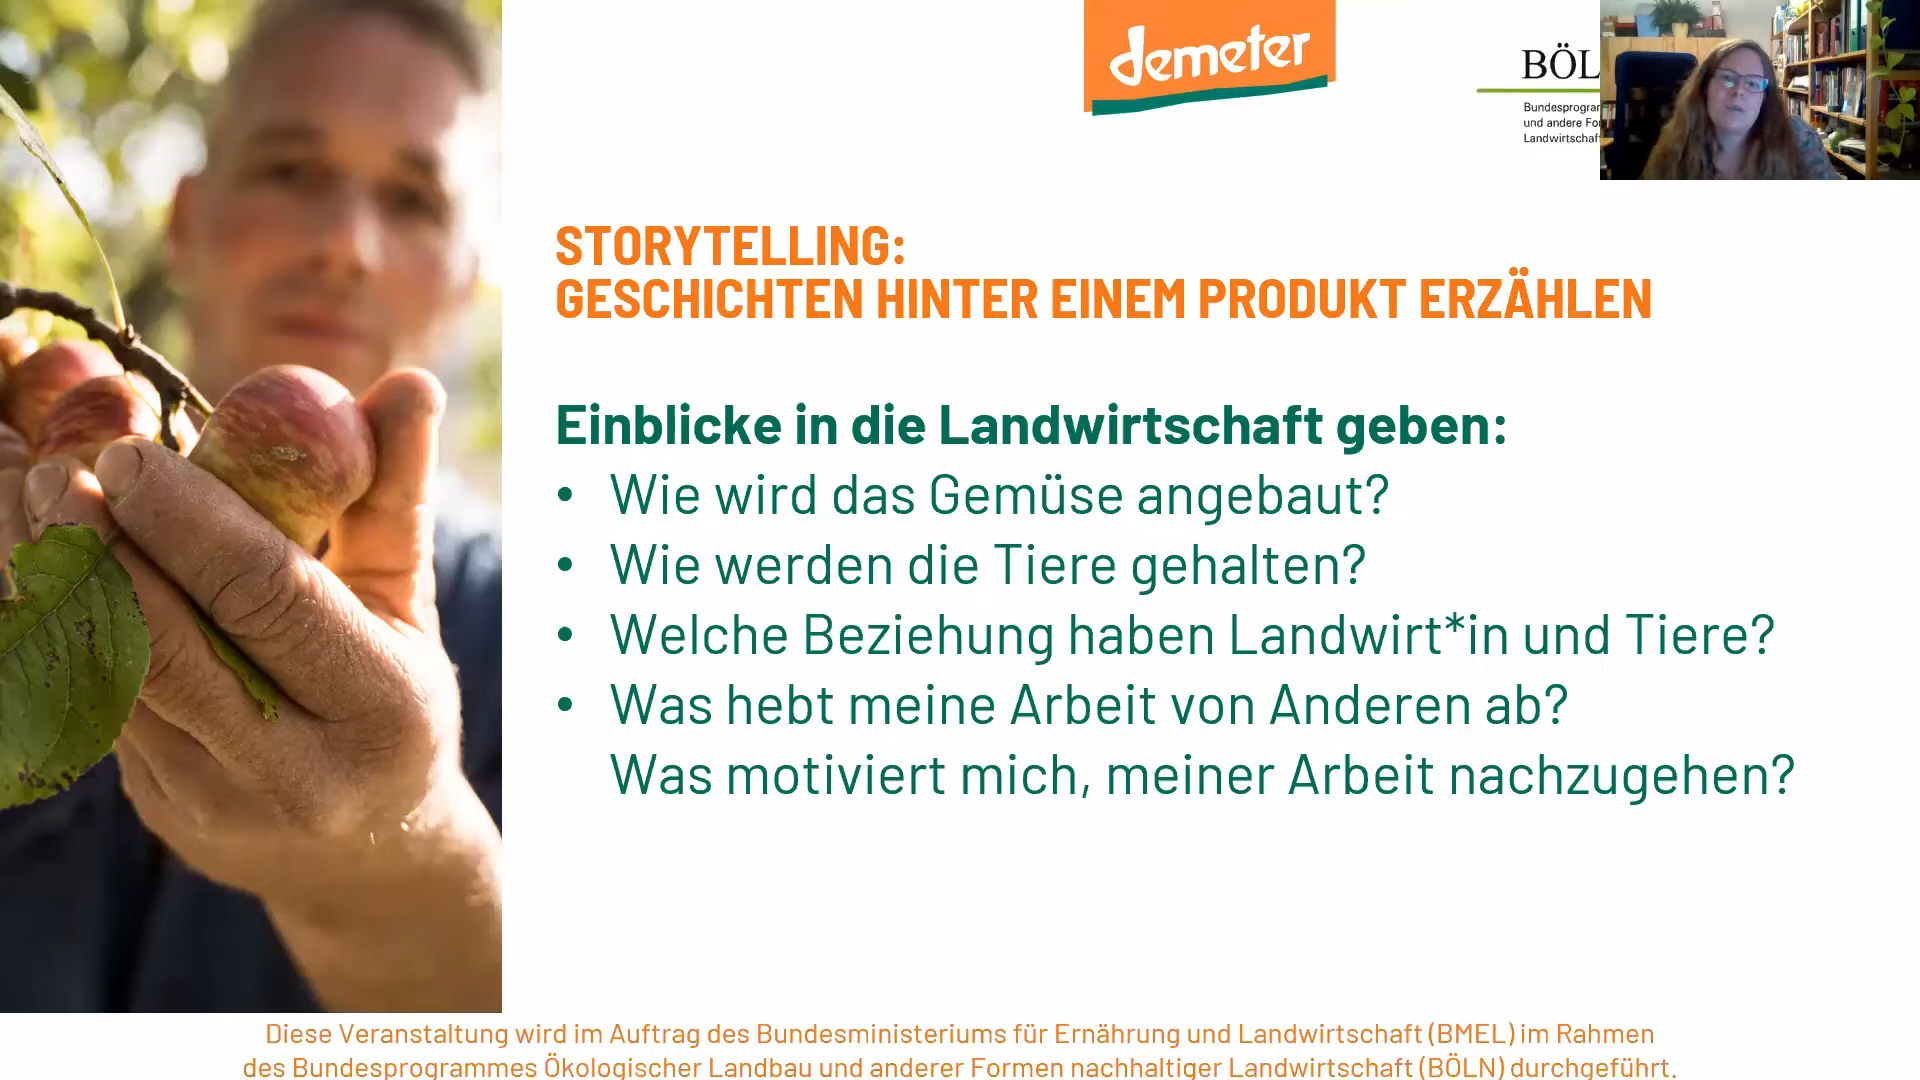 demeter
BÖL
Bundesprogra
und andere Fo
Landwirtschaf
STORYTELLING:
GESCHICHTEN HINTER EINEM PRODUKT ERZÄHLEN
Einblicke in die Landwirtschaft geben:
• Wie wird das Gemüse angebaut?
• Wie werden die Tiere gehalten?
• Welche Beziehung haben Landwirt*in und Tiere?
• Was hebt meine Arbeit von Anderen ab?
Was motiviert mich, meiner Arbeit nachzugehen?
Diese Veranstaltung wird im Auftrag des Bundesministeriums für Ernährung und Landwirtschaft (BMEL) im Rahmen
des Bundesprogrammes Ökologischer Landbau und anderer Formen nachhaltiger Landwirtschaft (BÖLN) durchgeführt.